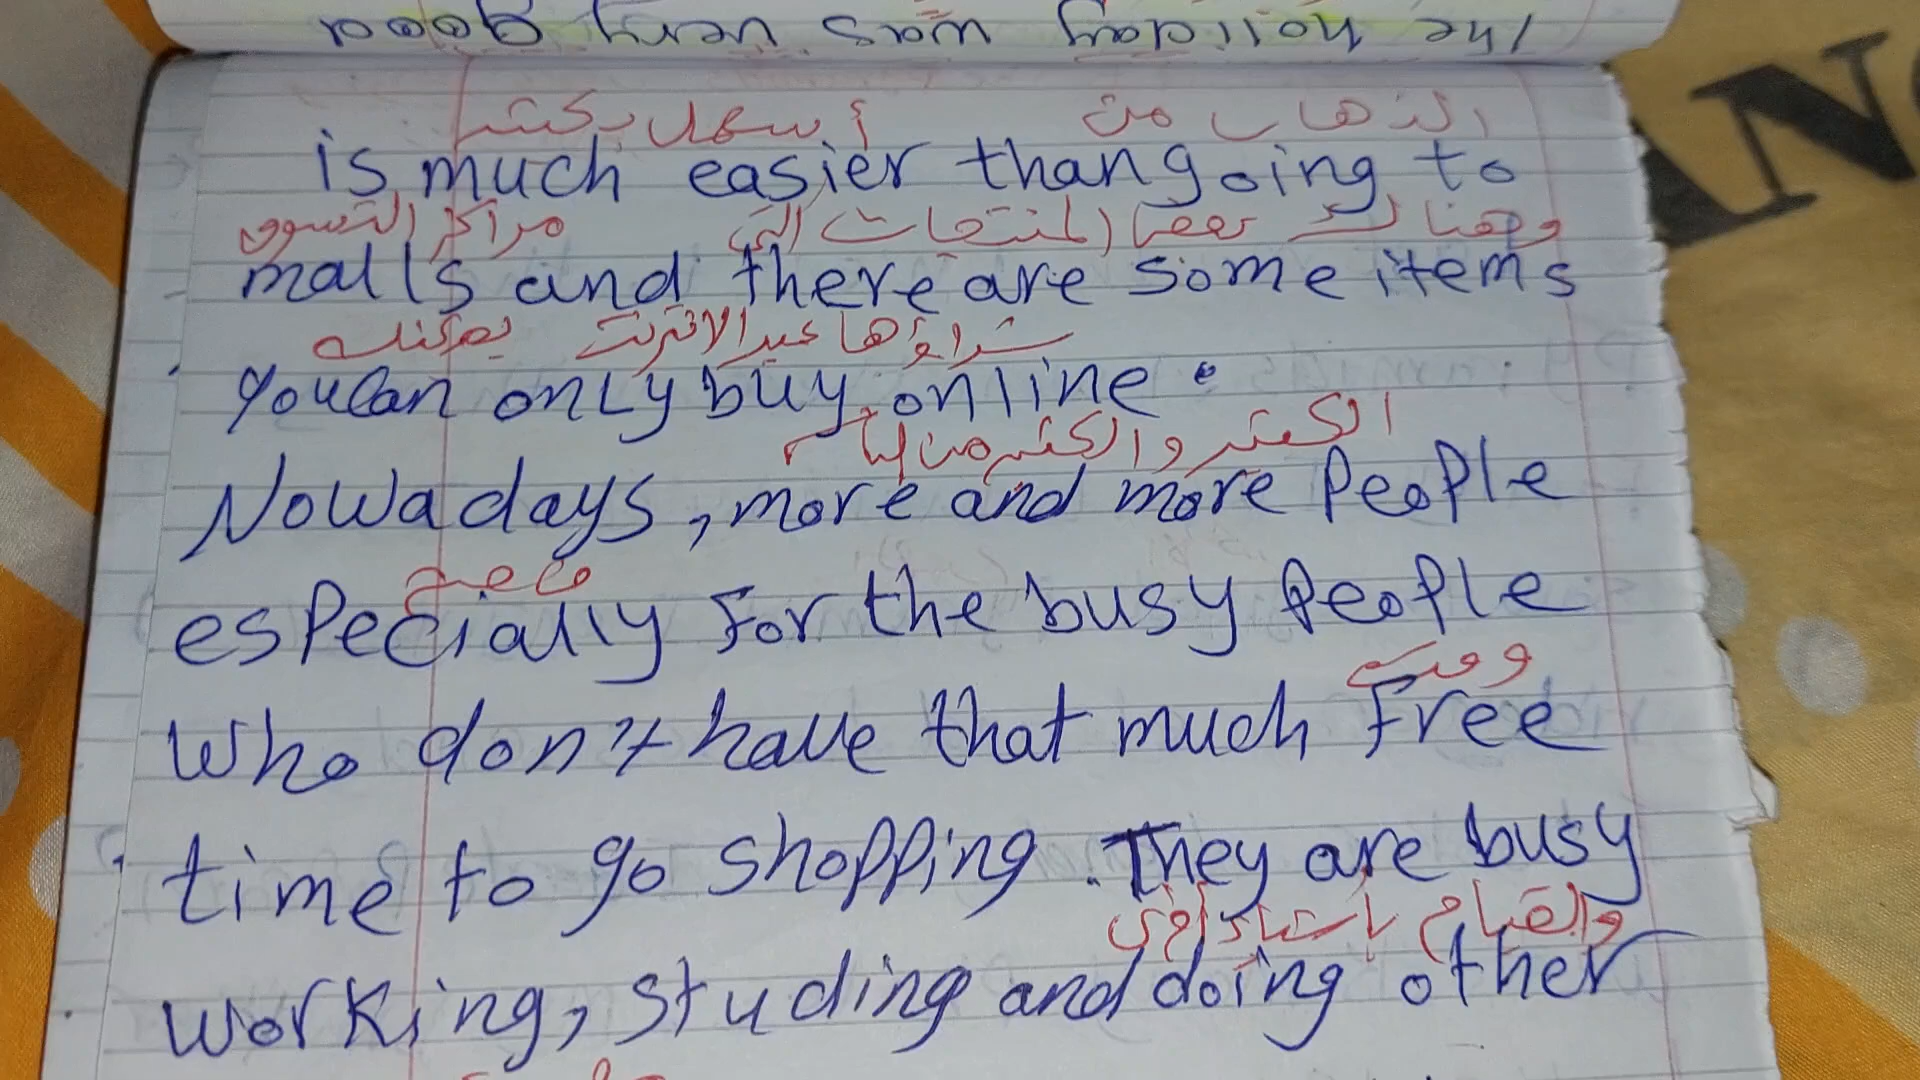 The holiday was very good
الذهاب من أسهل بكثير
is much easier than going to
وهناك بعض المنتجات التي مراكز التسوق
malls and there are some items
شراؤها عبر الانترنت يمكنك
you can only buy online.
الكثير والكثير من
Nowadays, more and more people
especially for the busy people
who don't have that much free
time to go shopping. They are busy
والقيام بأشياء أخرى
working, studing and doing other